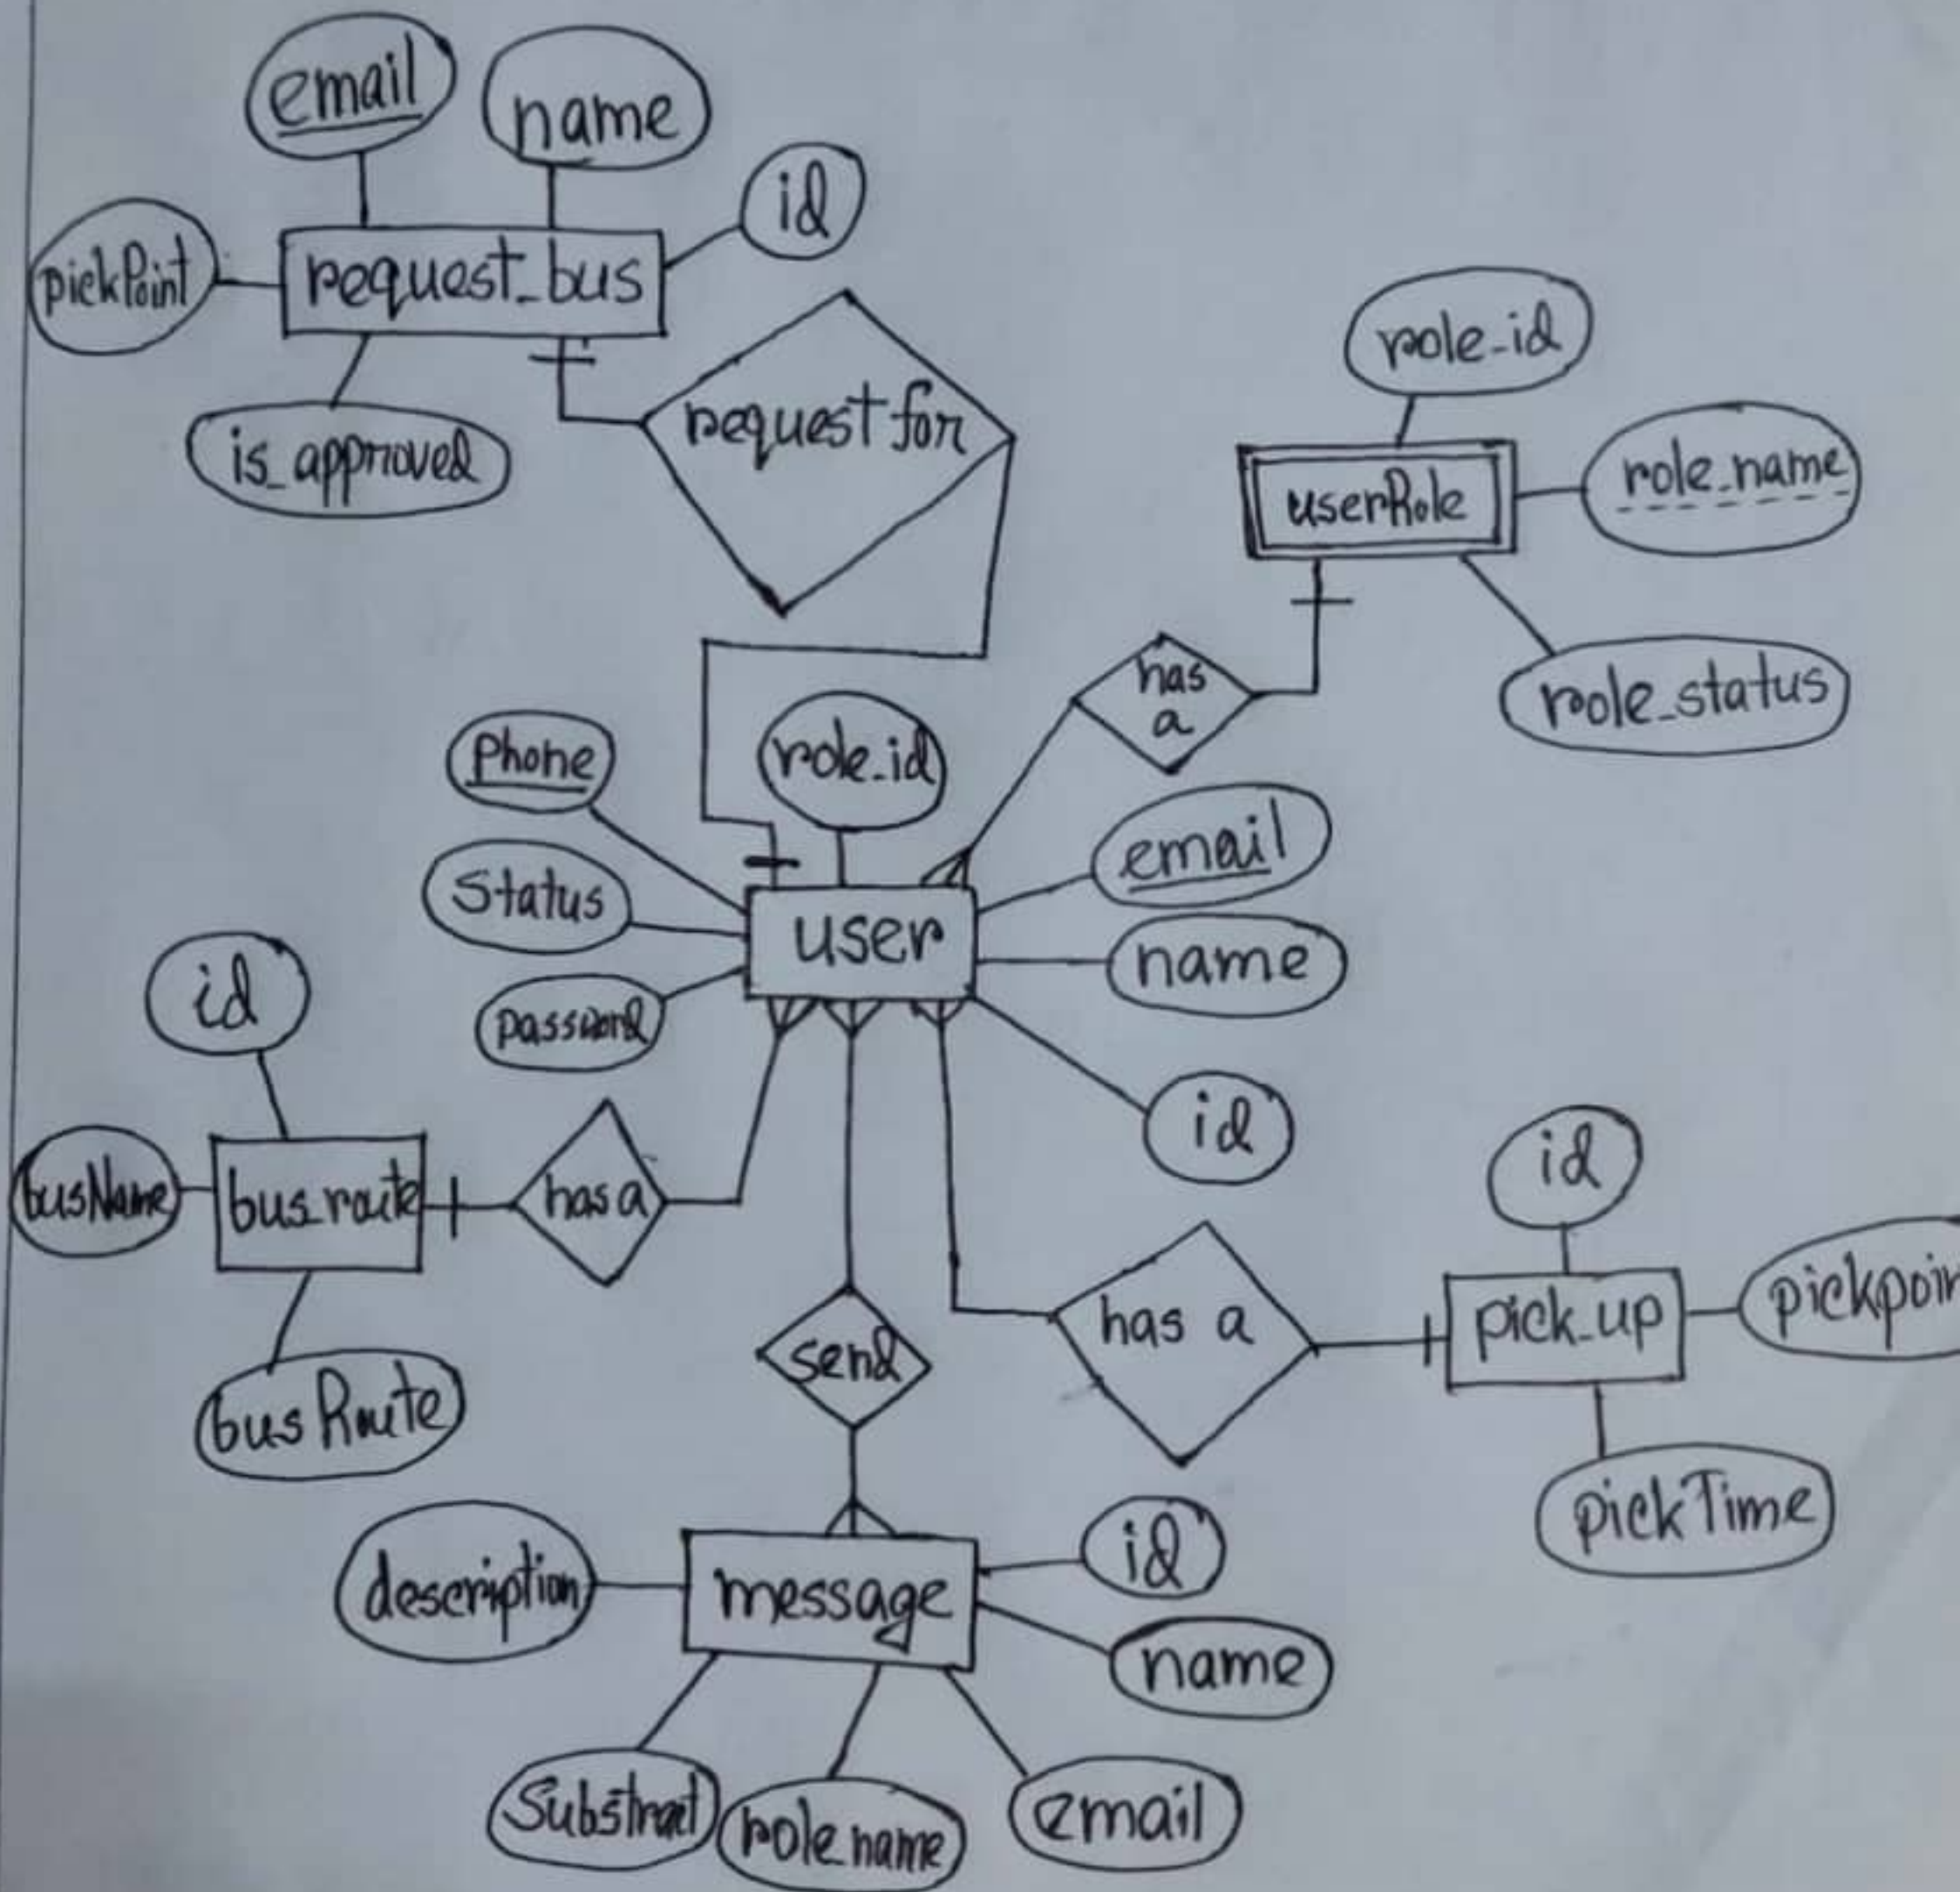 email
name
id
pickPoint
request_bus
is_approved
request for
role_id
userRole
role_name
role_status
has
a
Phone
role_id
email
Status
user
name
password
id
id
busName
bus_route
has a
busRoute
send
has a
id
pick_up
pickpoin
pickTime
description
message
id
name
Substract
role name
email